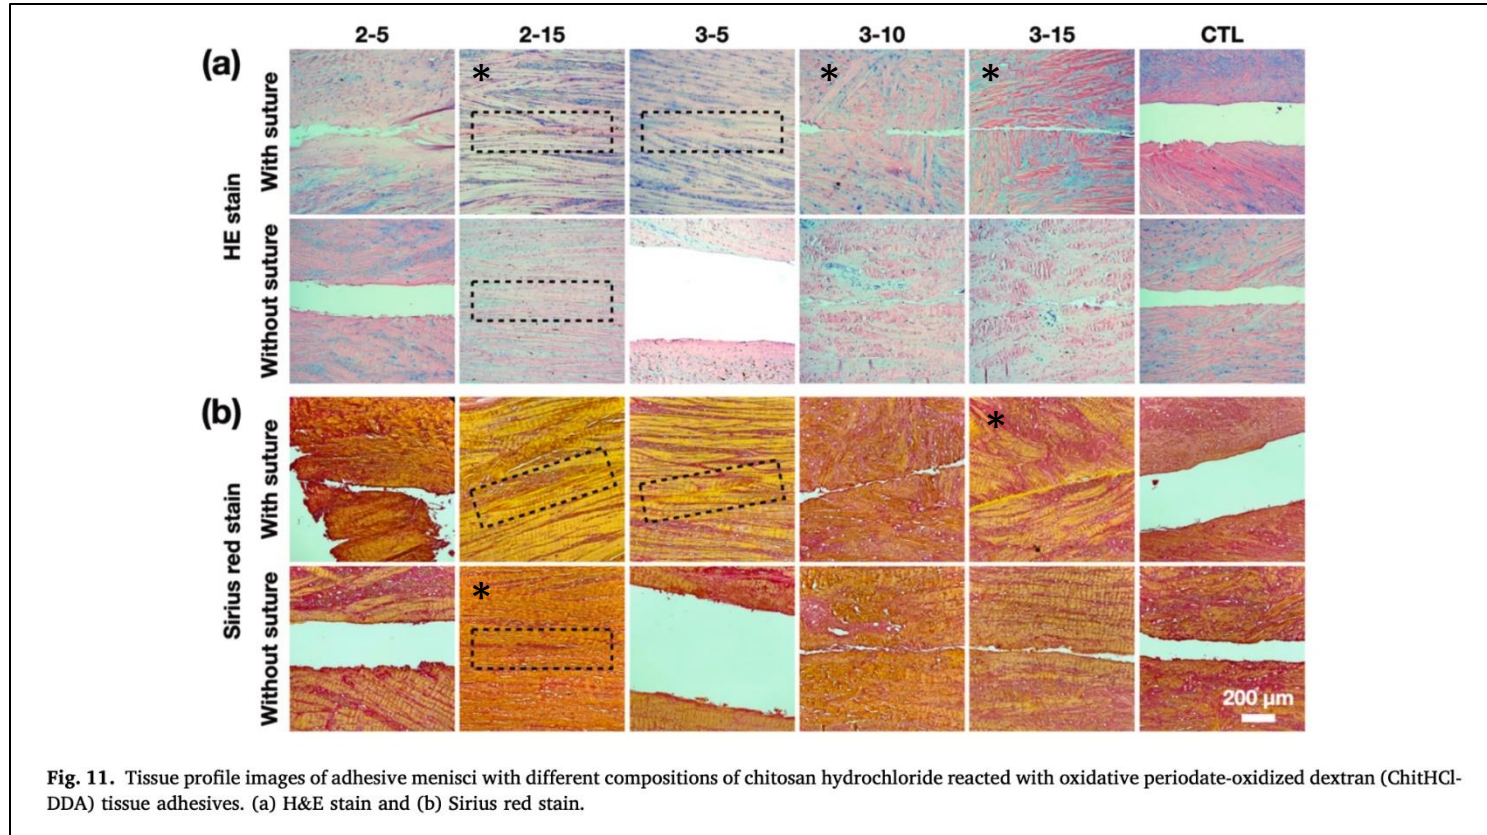 2-5 2-15 3-5 3-10 3-15 CTL
(a)
HE stain
With suture
* * *
Without suture
(b)
Sirius red stain
With suture
*
Without suture
*
200 µm
Fig. 11. Tissue profile images of adhesive menisci with different compositions of chitosan hydrochloride reacted with oxidative periodate-oxidized dextran (ChitHCl-
DDA) tissue adhesives. (a) H&E stain and (b) Sirius red stain.